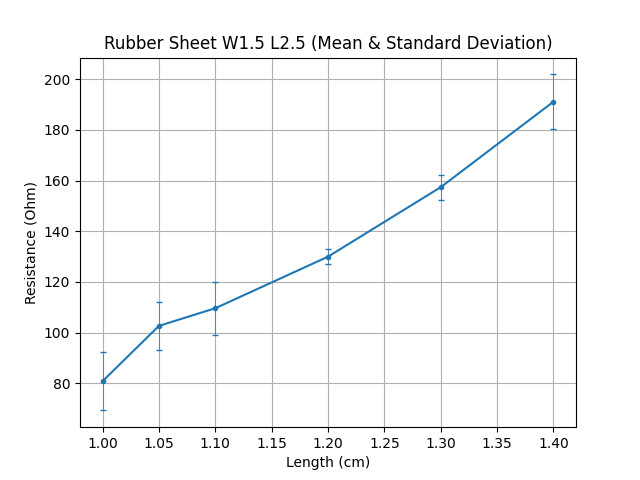 Rubber Sheet W1.5 L2.5 (Mean & Standard Deviation)
200
180
160
140
120
100
80
Resistance (Ohm)
1.00 1.05 1.10 1.15 1.20 1.25 1.30 1.35 1.40
Length (cm)